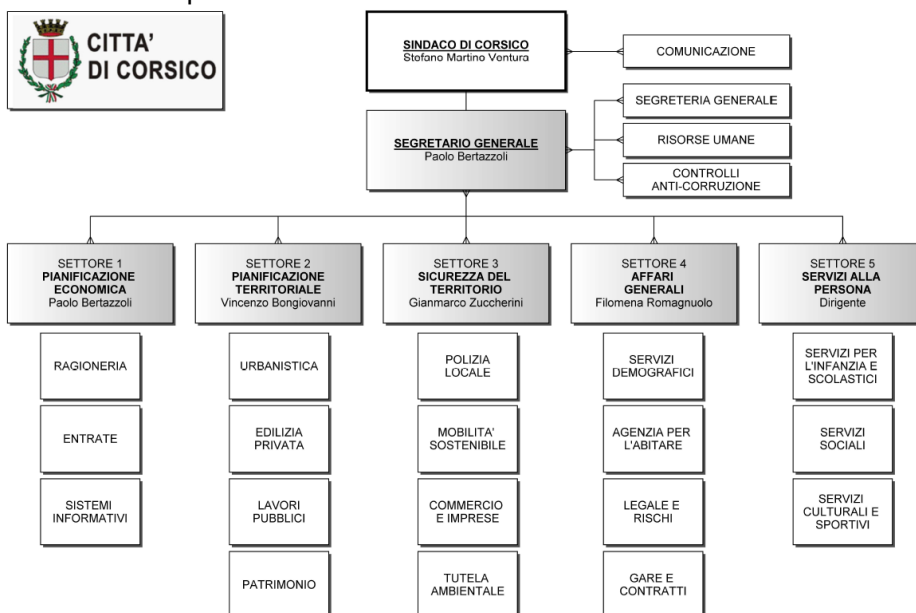 CITTA'
DI CORSICO
SINDACO DI CORSICO
Stefano Martino Ventura
COMUNICAZIONE
SEGRETARIO GENERALE
Paolo Bertazzoli
SEGRETERIA GENERALE
RISORSE UMANE
CONTROLLI
ANTI-CORRUZIONE
SETTORE 1
PIANIFICAZIONE
ECONOMICA
Paolo Bertazzoli
SETTORE 2
PIANIFICAZIONE
TERRITORIALE
Vincenzo Bongiovanni
SETTORE 3
SICUREZZA DEL
TERRITORIO
Gianmarco Zuccherini
SETTORE 4
AFFARI
GENERALI
Filomena Romagnuolo
SETTORE 5
SERVIZI ALLA
PERSONA
Dirigente
RAGIONERIA
ENTRATE
SISTEMI
INFORMATIVI
URBANISTICA
EDILIZIA
PRIVATA
LAVORI
PUBBLICI
PATRIMONIO
POLIZIA
LOCALE
MOBILITA'
SOSTENIBILE
COMMERCIO
E IMPRESE
TUTELA
AMBIENTALE
SERVIZI
DEMOGRAFICI
AGENZIA PER
L'ABITARE
LEGALE E
RISCHI
GARE E
CONTRATTI
SERVIZI PER
L'INFANZIA E
SCOLASTICI
SERVIZI
SOCIALI
SERVIZI
CULTURALI E
SPORTIVI